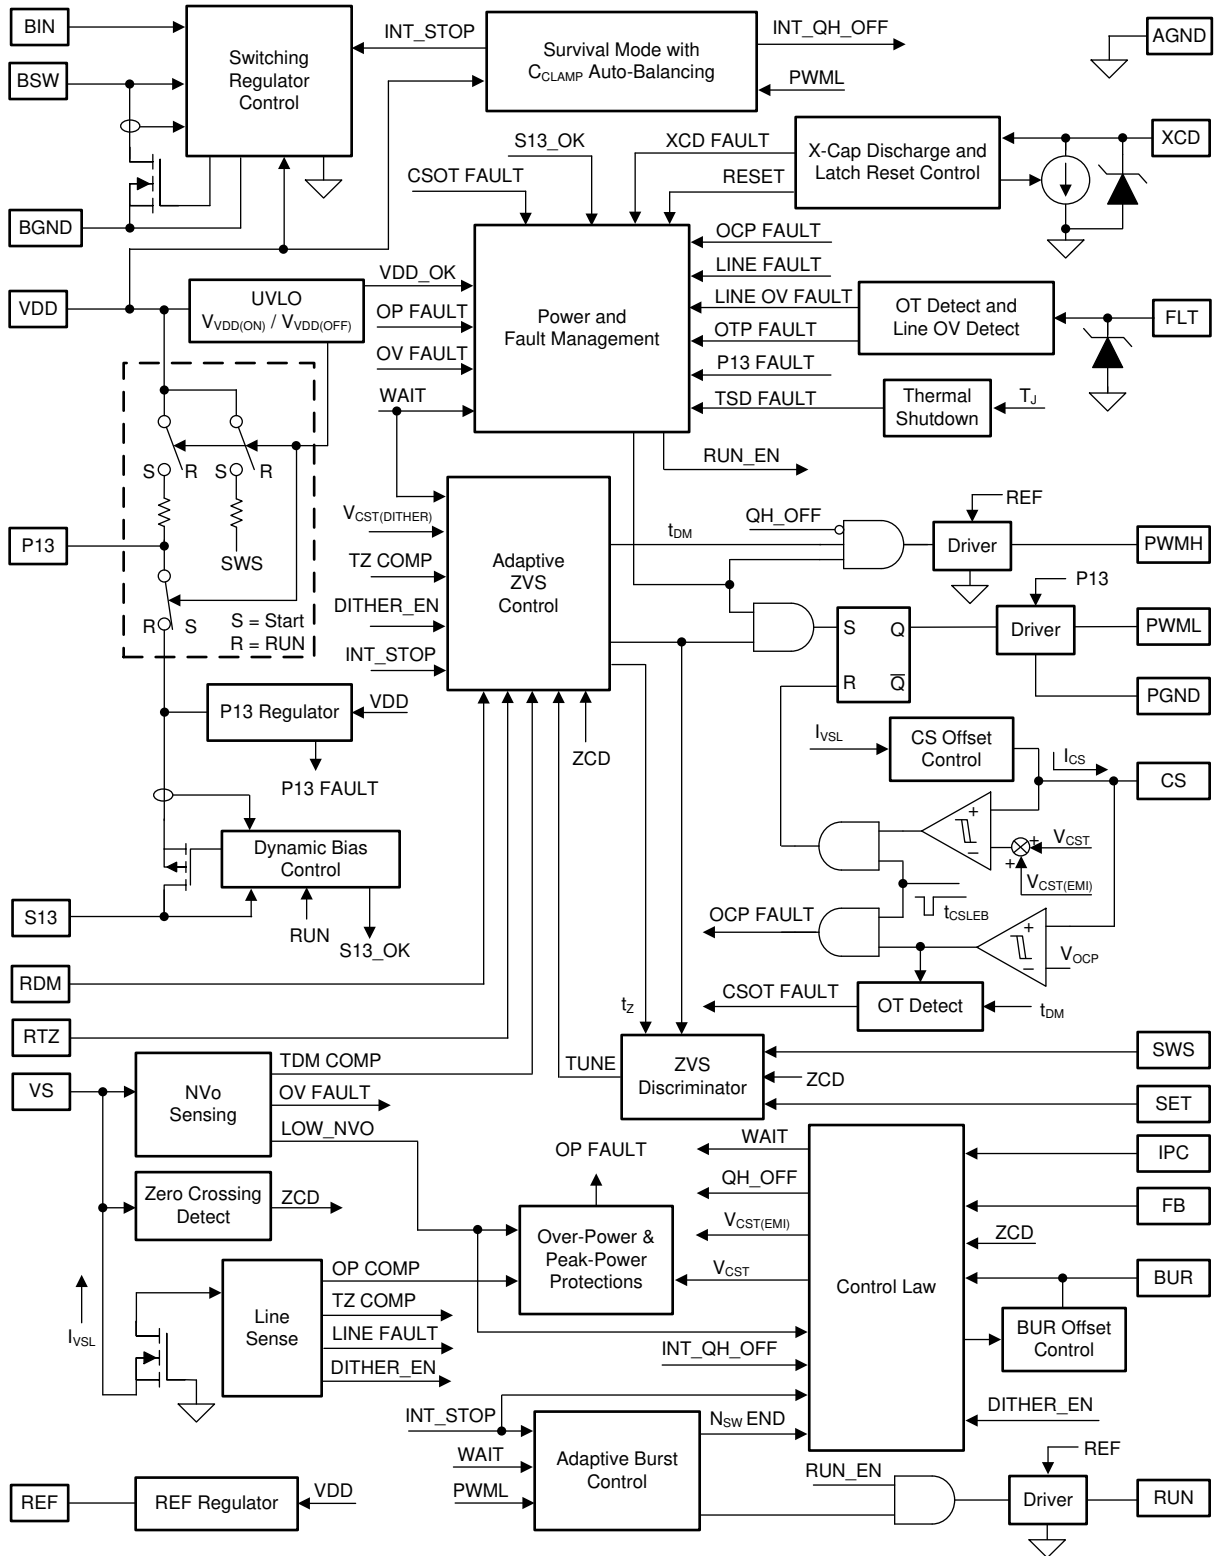 BIN
BSW
BGND
VDD
P13
S13
RDM
RTZ
VS
REF
Switching
Regulator
Control
INT_STOP
Survival Mode with
CCLAMP Auto-Balancing
INT_QH_OFF
PWML
AGND
XCD
S13_OK
XCD FAULT
CSOT FAULT
RESET
X-Cap Discharge and
Latch Reset Control
UVLO
VVDD(ON) / VVDD(OFF)
VDD_OK
OP FAULT
OV FAULT
WAIT
Power and
Fault Management
OCP FAULT
LINE FAULT
LINE OV FAULT
OTP FAULT
P13 FAULT
TSD FAULT
OT Detect and
Line OV Detect
FLT
Thermal
Shutdown
TJ
RUN_EN
S
R
S
R
SWS
R
S
S = Start
R = RUN
VCST(DITHER)
TZ COMP
DITHER_EN
INT_STOP
Adaptive
ZVS
Control
tDM
QH_OFF
REF
Driver
PWMH
P13
Driver
PWML
PGND
S
Q
R
Q
P13 Regulator
VDD
P13 FAULT
ZCD
IVSL
CS Offset
Control
ICS
CS
+
−
+
+
VCST
VCST(EMI)
tCSLEB
Dynamic Bias
Control
RUN
S13_OK
OCP FAULT
+
−
VOCP
CSOT FAULT
OT Detect
tDM
tZ
TDM COMP
TUNE
NVo
Sensing
OV FAULT
LOW_NVO
ZVS
Discriminator
SWS
ZCD
SET
Zero Crossing
Detect
ZCD
OP FAULT
WAIT
QH_OFF
VCST(EMI)
VCST
Over-Power &
Peak-Power
Protections
Control Law
IPC
FB
ZCD
BUR
BUR Offset
Control
IVSL
Line
Sense
OP COMP
TZ COMP
LINE FAULT
DITHER_EN
INT_QH_OFF
DITHER_EN
INT_STOP
NSW END
WAIT
PWML
Adaptive Burst
Control
RUN_EN
REF
Driver
RUN
REF Regulator
VDD